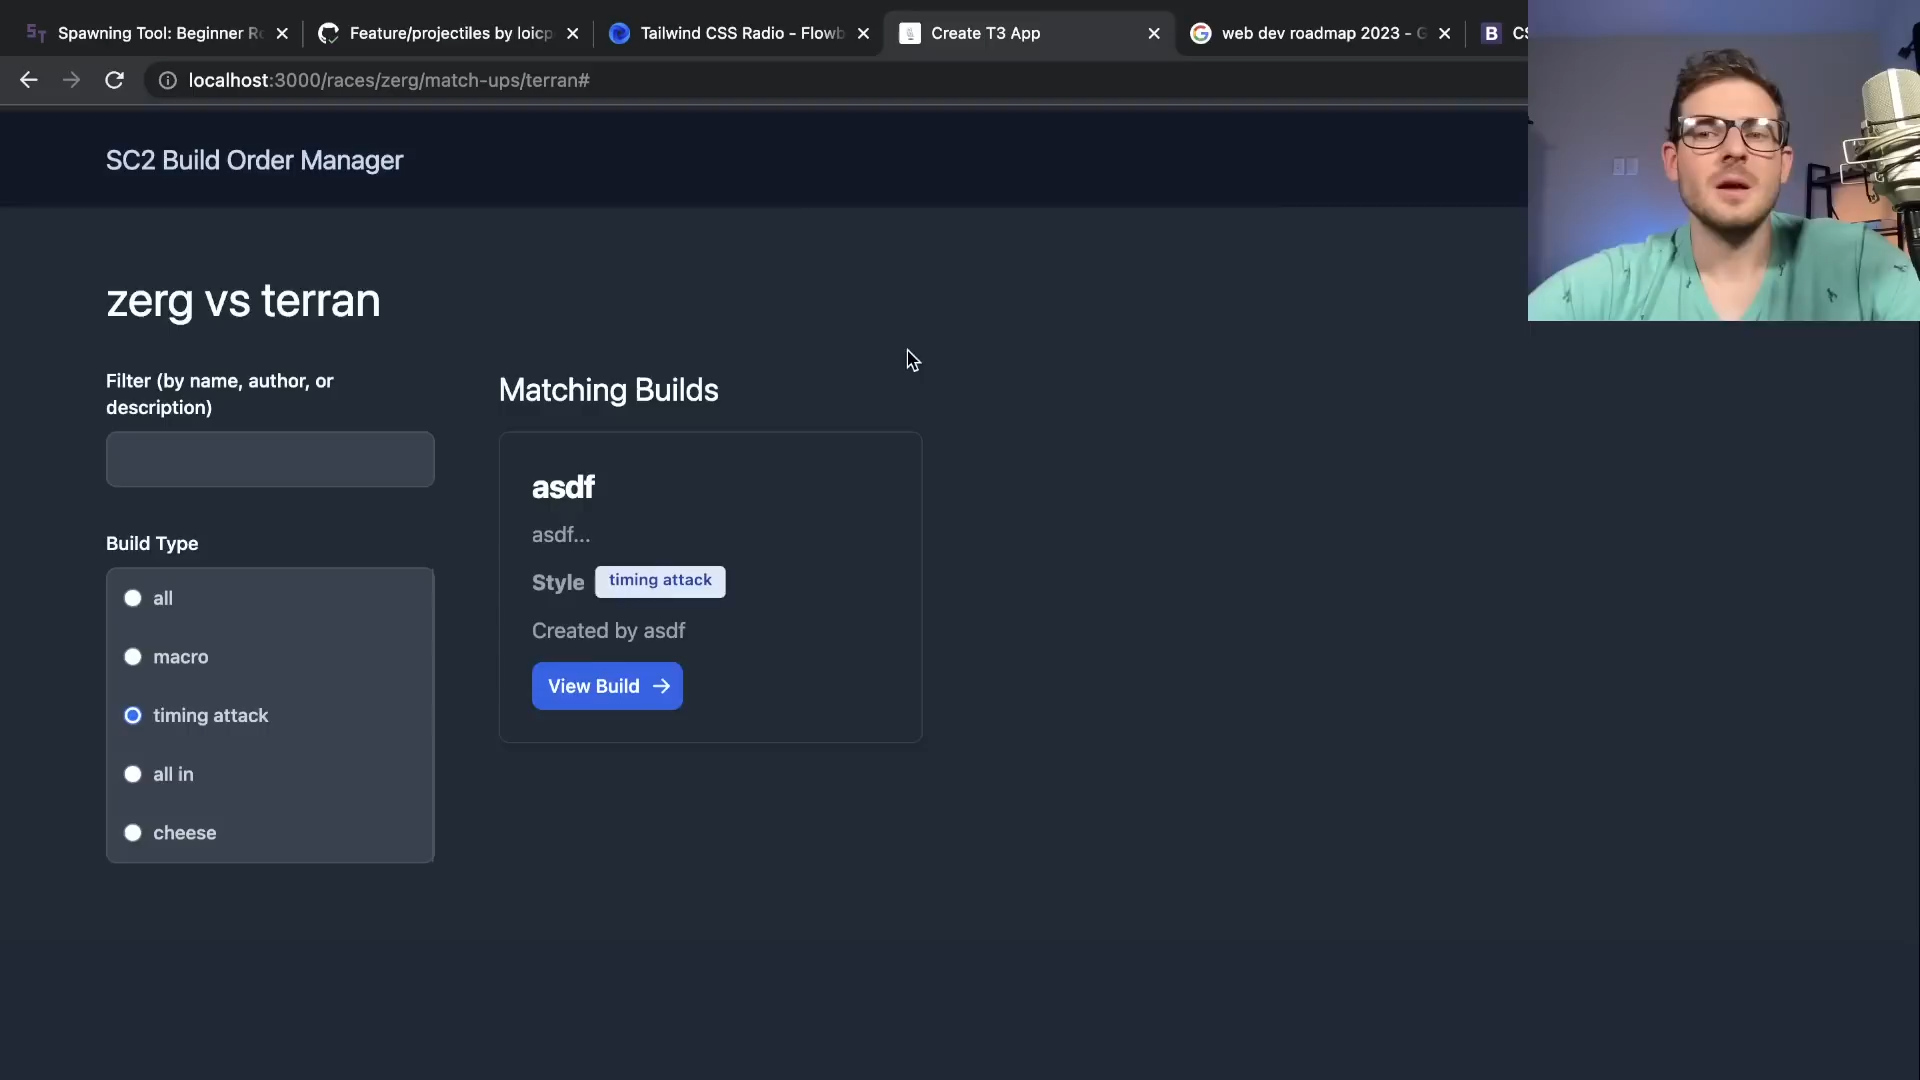 Spawning Tool: Beginner R
Feature/projectiles by loicp
Tailwind CSS Radio - Flowb
Create T3 App
web dev roadmap 2023 - G
B CS
localhost:3000/races/zerg/match-ups/terran#
SC2 Build Order Manager
zerg vs terran
Filter (by name, author, or
description)
Build Type
all
macro
timing attack
all in
cheese
Matching Builds
asdf
asdf...
Style timing attack
Created by asdf
View Build →